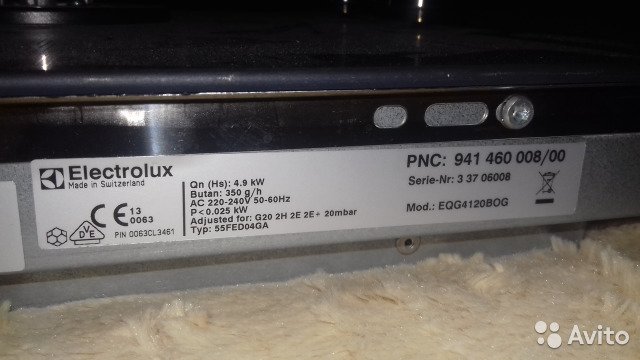 Electrolux
Made in Switzerland
Qn (Hs): 4.9 kW
Butan: 350 g/h
AC 220-240V 50-60Hz
P < 0.025 kW
Adjusted for: G20 2H 2E 2E+ 20mbar
Typ: 55FED04GA
CE 13
0063
DVE
PIN 0063CL3461
PNC: 941 460 008/00
Serie-Nr: 3 37 06008
Mod.: EQG4120BOG
Avito